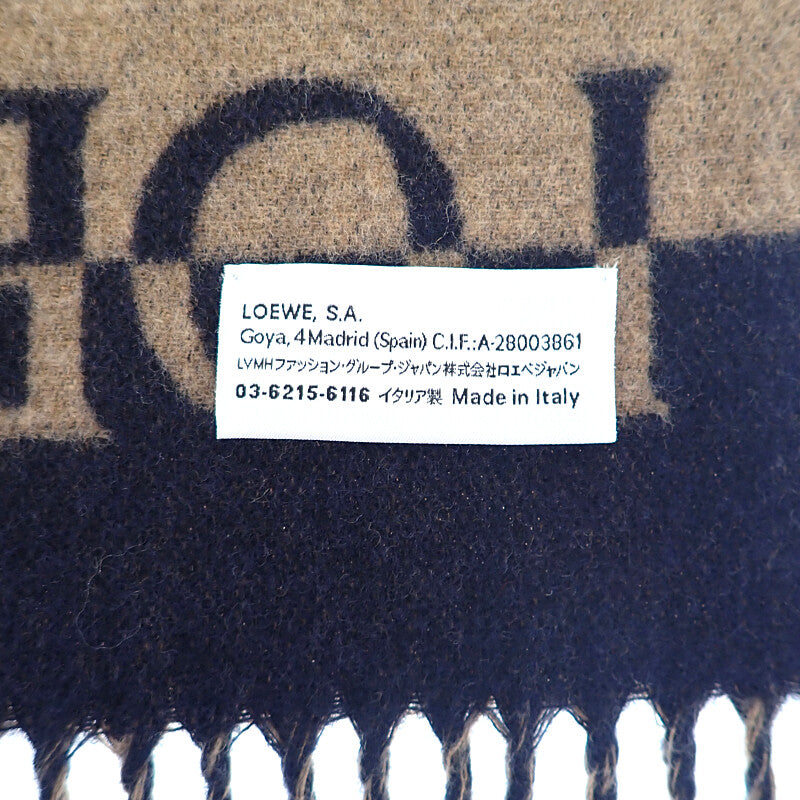 LOEWE, S.A.
Goya, 4 Madrid (Spain) C.I.F.:A-28003861
LVMHファッション・グループ・ジャパン株式会社ロエベジャパン
03-6215-6116 イタリア製 Made in Italy